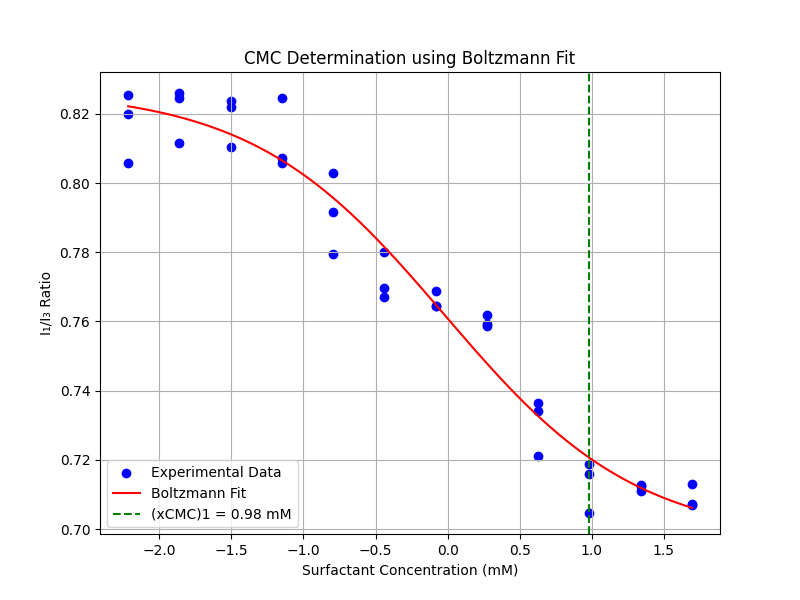 CMC Determination using Boltzmann Fit
I₁/I₃ Ratio
0.82
0.80
0.78
0.76
0.74
0.72
0.70
Experimental Data
Boltzmann Fit
(xCMC)1 = 0.98 mM
−2.0 −1.5 −1.0 −0.5 0.0 0.5 1.0 1.5
Surfactant Concentration (mM)